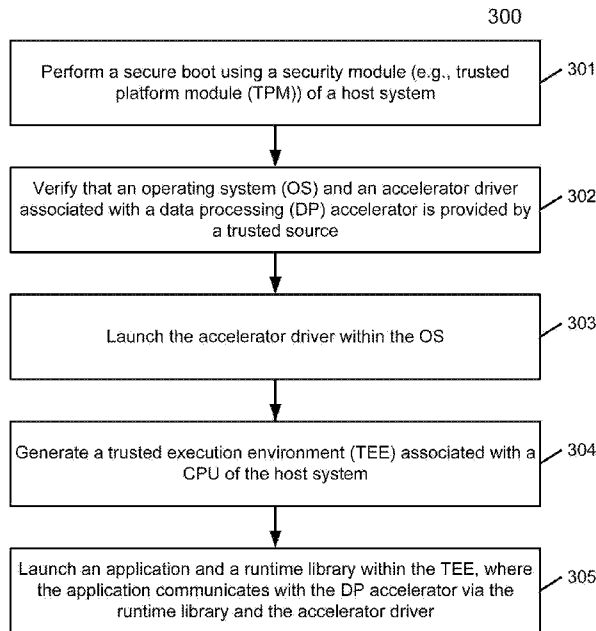 300
Perform a secure boot using a security module (e.g., trusted
platform module (TPM)) of a host system
301
Verify that an operating system (OS) and an accelerator driver
associated with a data processing (DP) accelerator is provided by
a trusted source
302
Launch the accelerator driver within the OS
303
Generate a trusted execution environment (TEE) associated with a
CPU of the host system
304
Launch an application and a runtime library within the TEE, where
the application communicates with the DP accelerator via the
runtime library and the accelerator driver
305